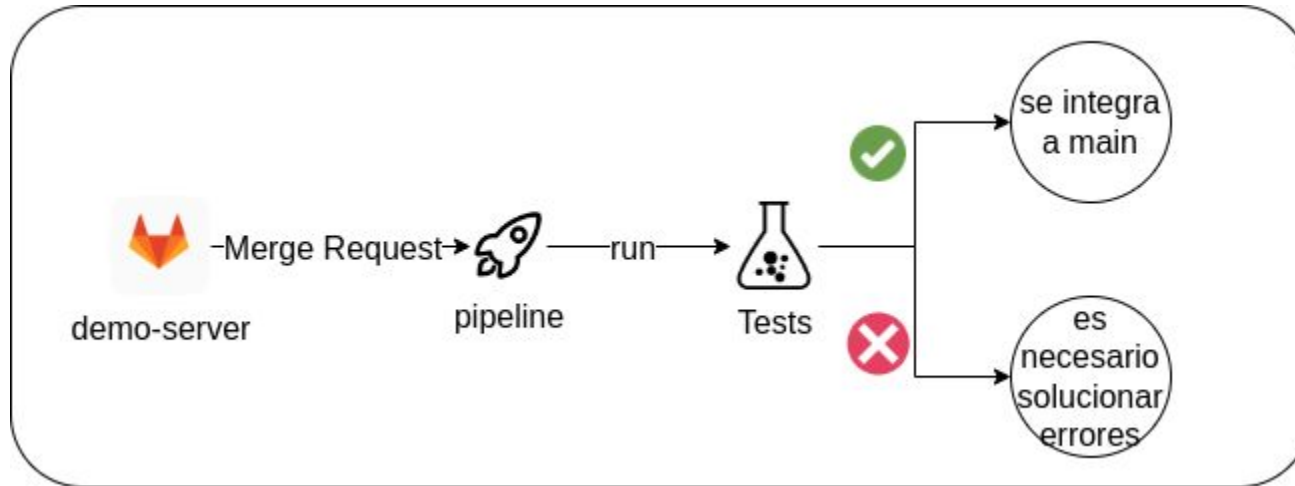 se integra
a main
Merge Request
run
demo-server
pipeline
Tests
es
necesario
solucionar
errores